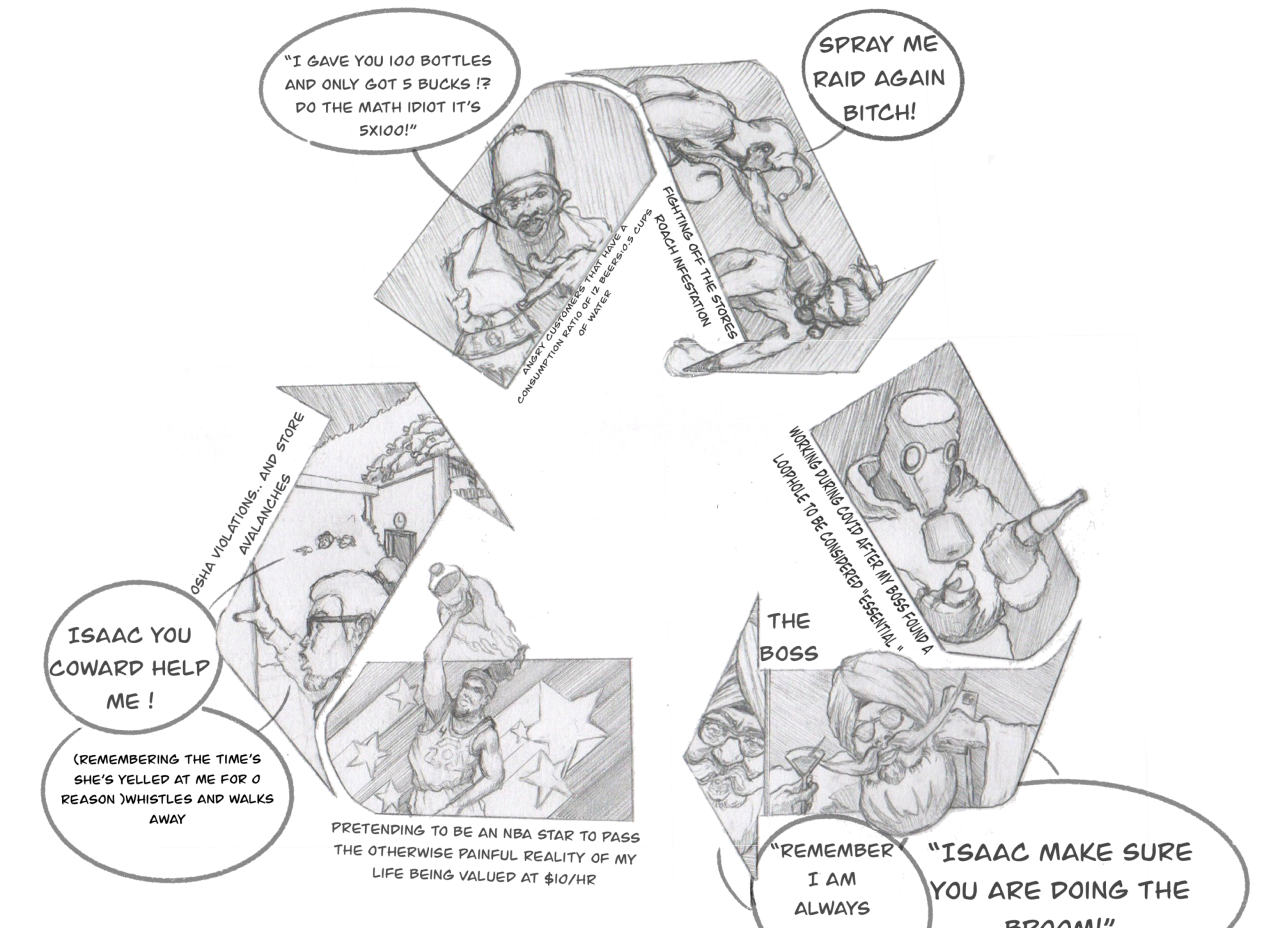 "I GAVE YOU 100 BOTTLES
AND ONLY GOT 5 BUCKS !?
DO THE MATH IDIOT IT'S
5X100!"
SPRAY ME
RAID AGAIN
BITCH!
ANGRY CUSTOMERS THAT HAVE A
CONSUMPTION RATIO OF 12 BEERS:0.5 CUPS
OF WATER
FIGHTING OFF THE STORES
ROACH INFESTATION
WORKING DURING COVID AFTER MY BOSS FOUND A
LOOPHOLE TO BE CONSIDERED "ESSENTIAL"
OSHA VIOLATIONS.. AND STORE
AVALANCHES
ISAAC YOU
COWARD HELP
ME !
(REMEMBERING THE TIME'S
SHE'S YELLED AT ME FOR 0
REASON )WHISTLES AND WALKS
AWAY
PRETENDING TO BE AN NBA STAR TO PASS
THE OTHERWISE PAINFUL REALITY OF MY
LIFE BEING VALUED AT $10/HR
THE
BOSS
"REMEMBER
I AM
ALWAYS
"ISAAC MAKE SURE
YOU ARE DOING THE
BROOM!"